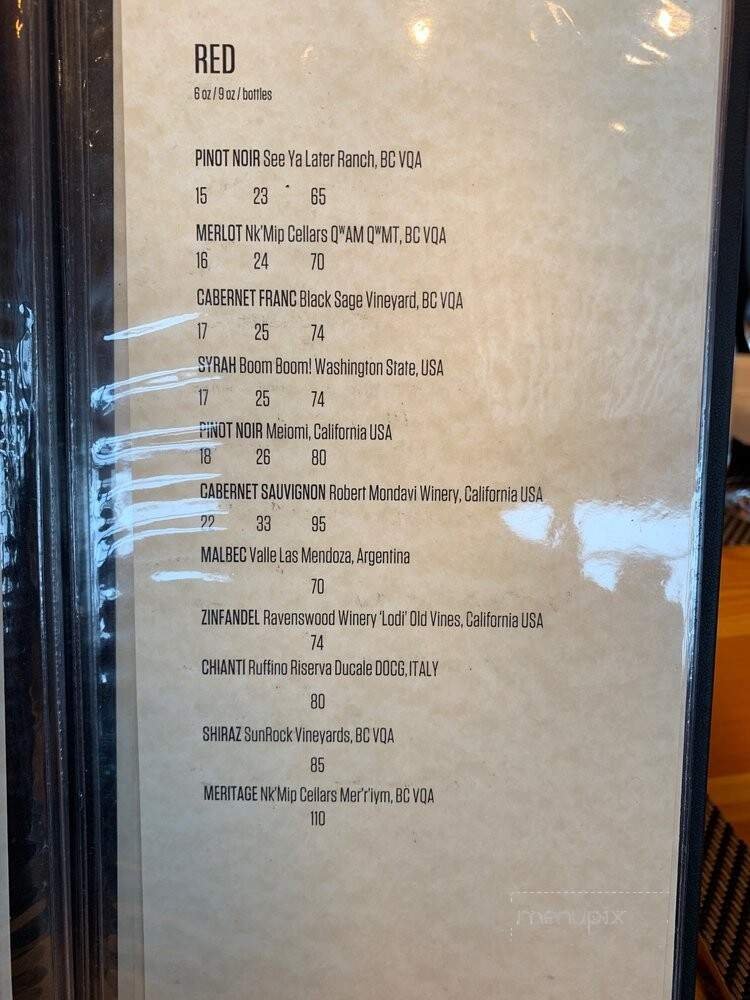 RED
6 oz / 9 oz / bottles
PINOT NOIR See Ya Later Ranch, BC VQA
15 23 65
MERLOT Nk'Mip Cellars QʷAM QʷMT, BC VQA
16 24 70
CABERNET FRANC Black Sage Vineyard, BC VQA
17 25 74
SYRAH Boom Boom! Washington State, USA
17 25 74
PINOT NOIR Meiomi, California USA
18 26 80
CABERNET SAUVIGNON Robert Mondavi Winery, California USA
22 33 95
MALBEC Valle Las Mendoza, Argentina
70
ZINFANDEL Ravenswood Winery 'Lodi' Old Vines, California USA
74
CHIANTI Ruffino Riserva Ducale DOCG, ITALY
80
SHIRAZ SunRock Vineyards, BC VQA
85
MERITAGE Nk'Mip Cellars Mer'r'iym, BC VQA
110
menupix